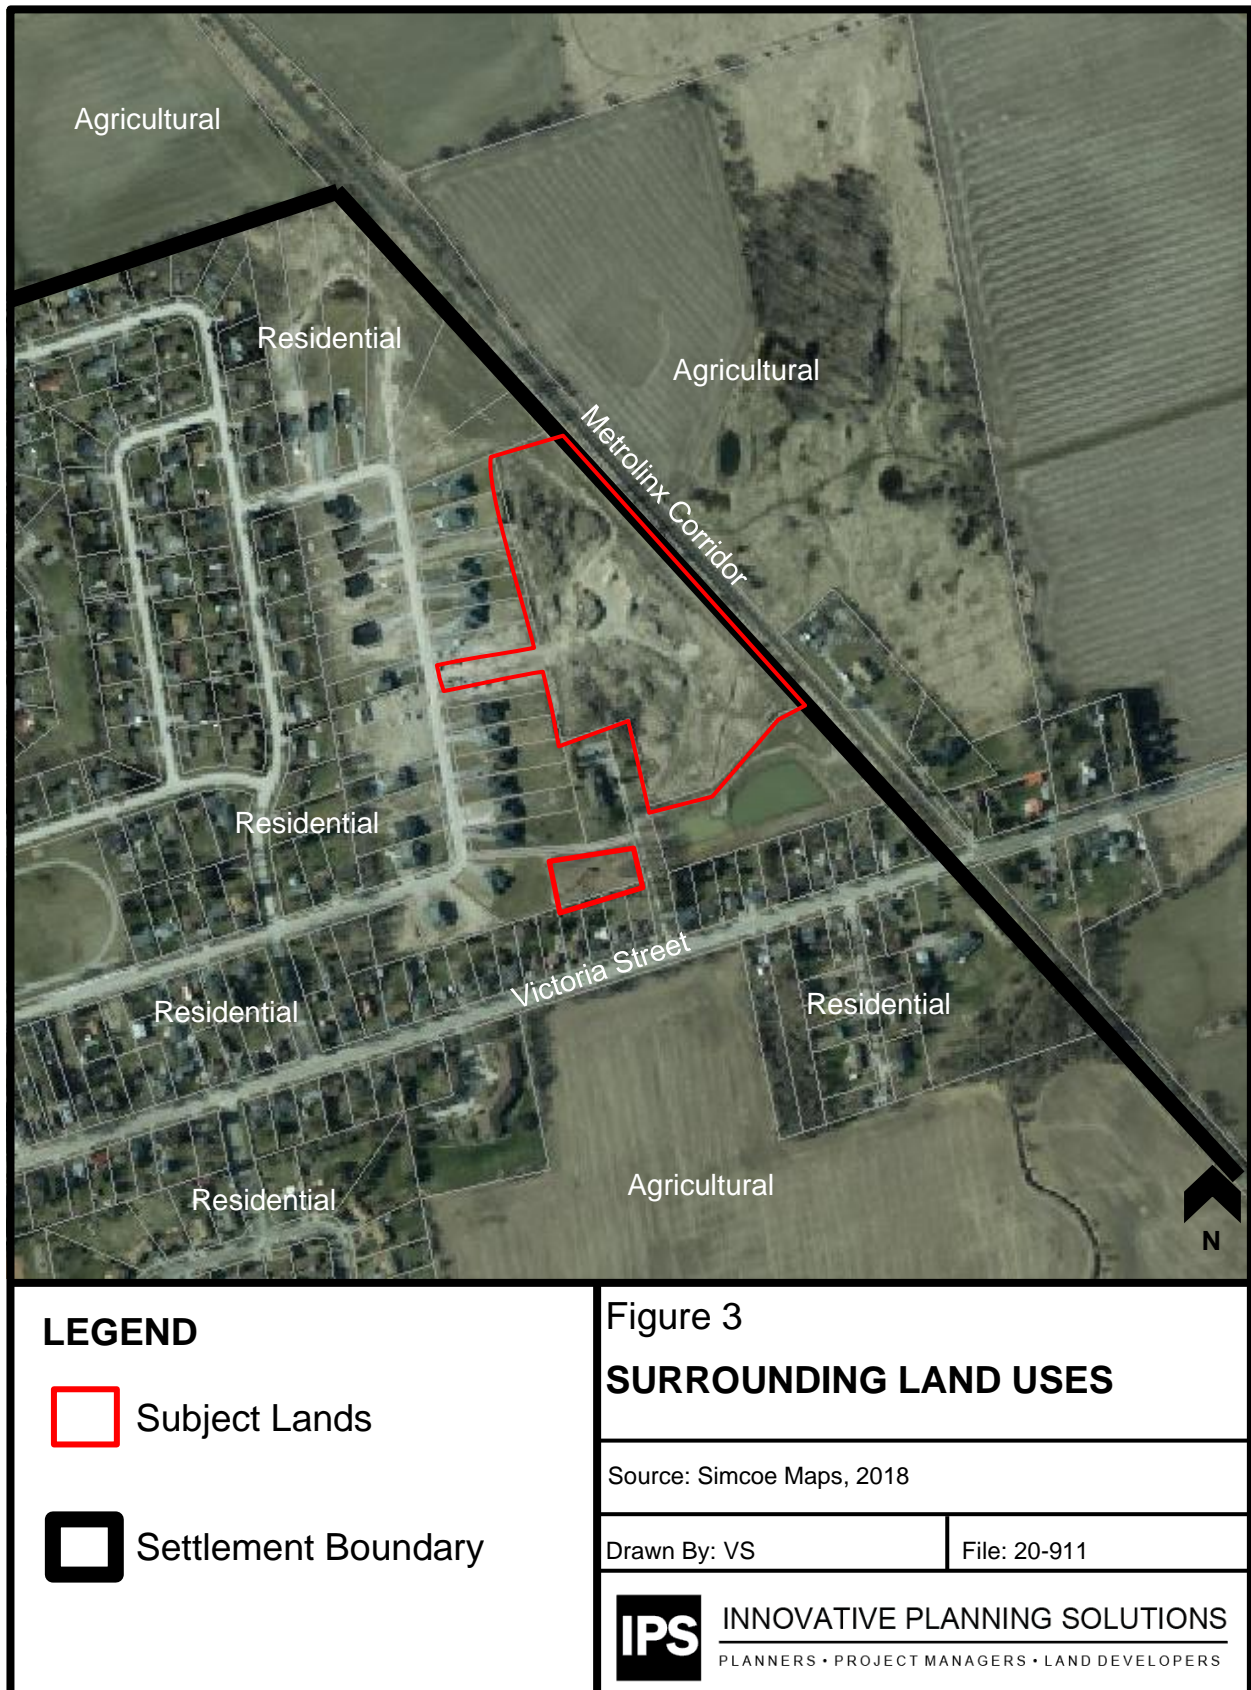 Agricultural
Residential
Agricultural
Metrolinx Corridor
Residential
Victoria Street
Residential
Residential
Residential
Agricultural
N
LEGEND
Subject Lands
Settlement Boundary
Figure 3
SURROUNDING LAND USES
Source: Simcoe Maps, 2018
Drawn By: VS
File: 20-911
IPS
INNOVATIVE PLANNING SOLUTIONS
PLANNERS • PROJECT MANAGERS • LAND DEVELOPERS